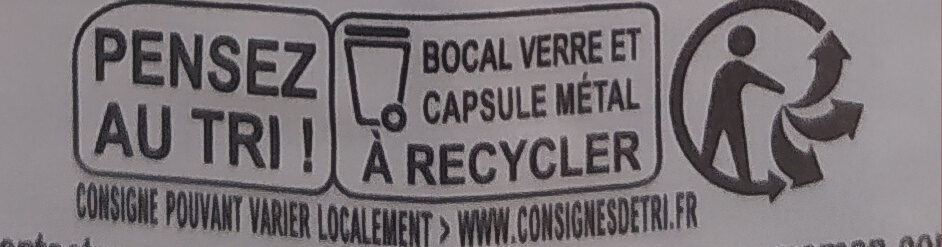 PENSEZ
AU TRI !
BOCAL VERRE ET
CAPSULE MÉTAL
À RECYCLER
CONSIGNE POUVANT VARIER LOCALEMENT > WWW.CONSIGNESDETRI.FR